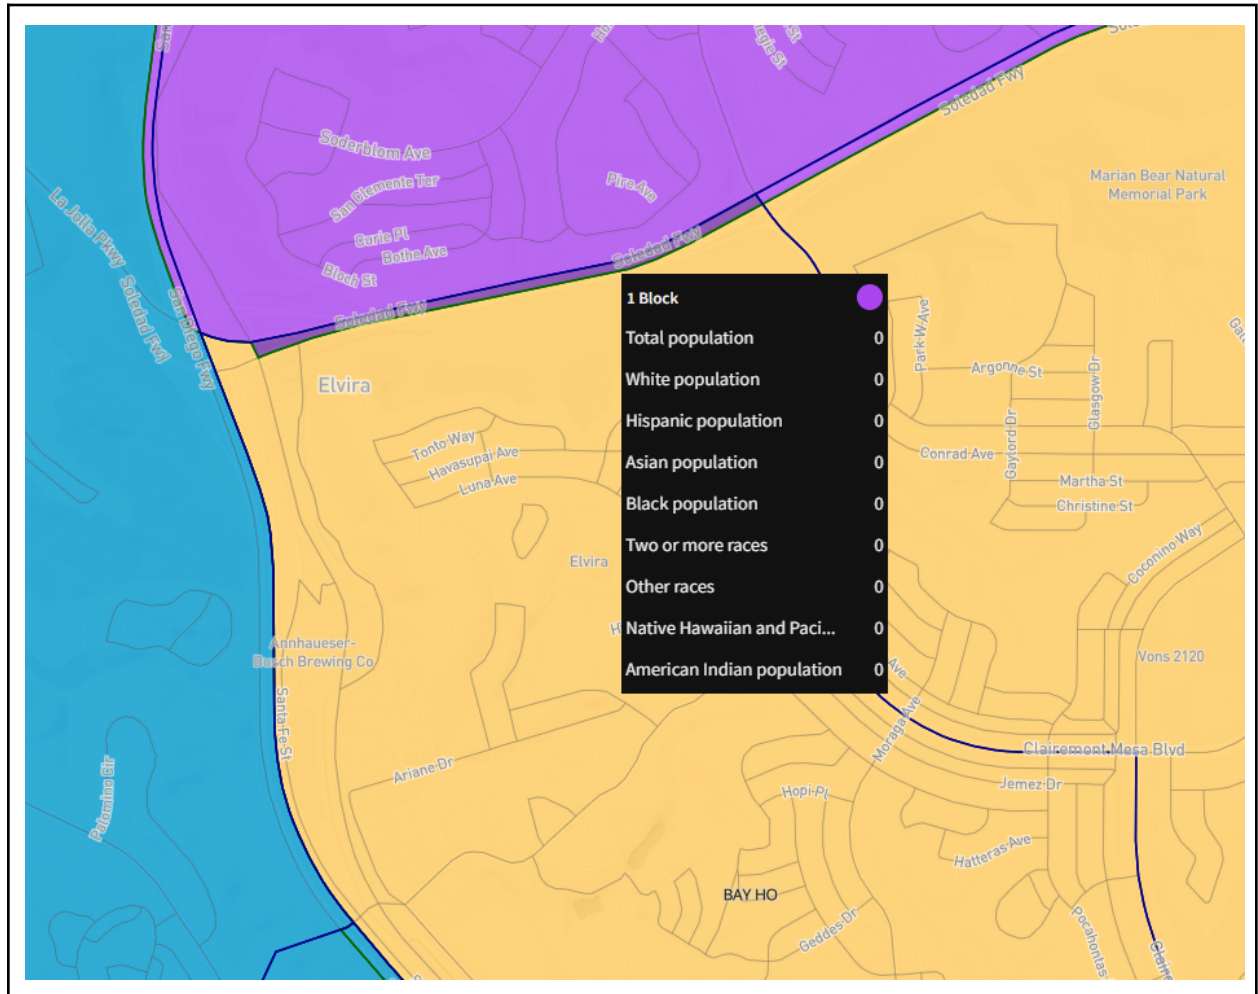 Soderblom Ave
San Clemente Ter
Pire Ave
Curie Pl
Bothe Ave
Bloch St
Soledad Fwy
Soledad Fwy
Soledad Fwy
La Jolla Pkwy
Soledad Fwy
San Diego Fwy
Marian Bear Natural
Memorial Park
1 Block
Total population 0
White population 0
Hispanic population 0
Asian population 0
Black population 0
Two or more races 0
Other races 0
Native Hawaiian and Paci... 0
American Indian population 0
Elvira
Park W Ave
Argonne St
Glasgow Dr
Gaylord Dr
Tonto Way
Havasupai Ave
Luna Ave
Conrad Ave
Martha St
Christine St
Coconino Way
Elvira
Annhaueser-
Busch Brewing Co
Vons 2120
Ave
Santa Fe St
Moraga Ave
Clairemont Mesa Blvd
Ariane Dr
Palomino Cir
Hopi Pl
Jemez Dr
Hatteras Ave
BAY HO
Geddes Dr
Pocahontas